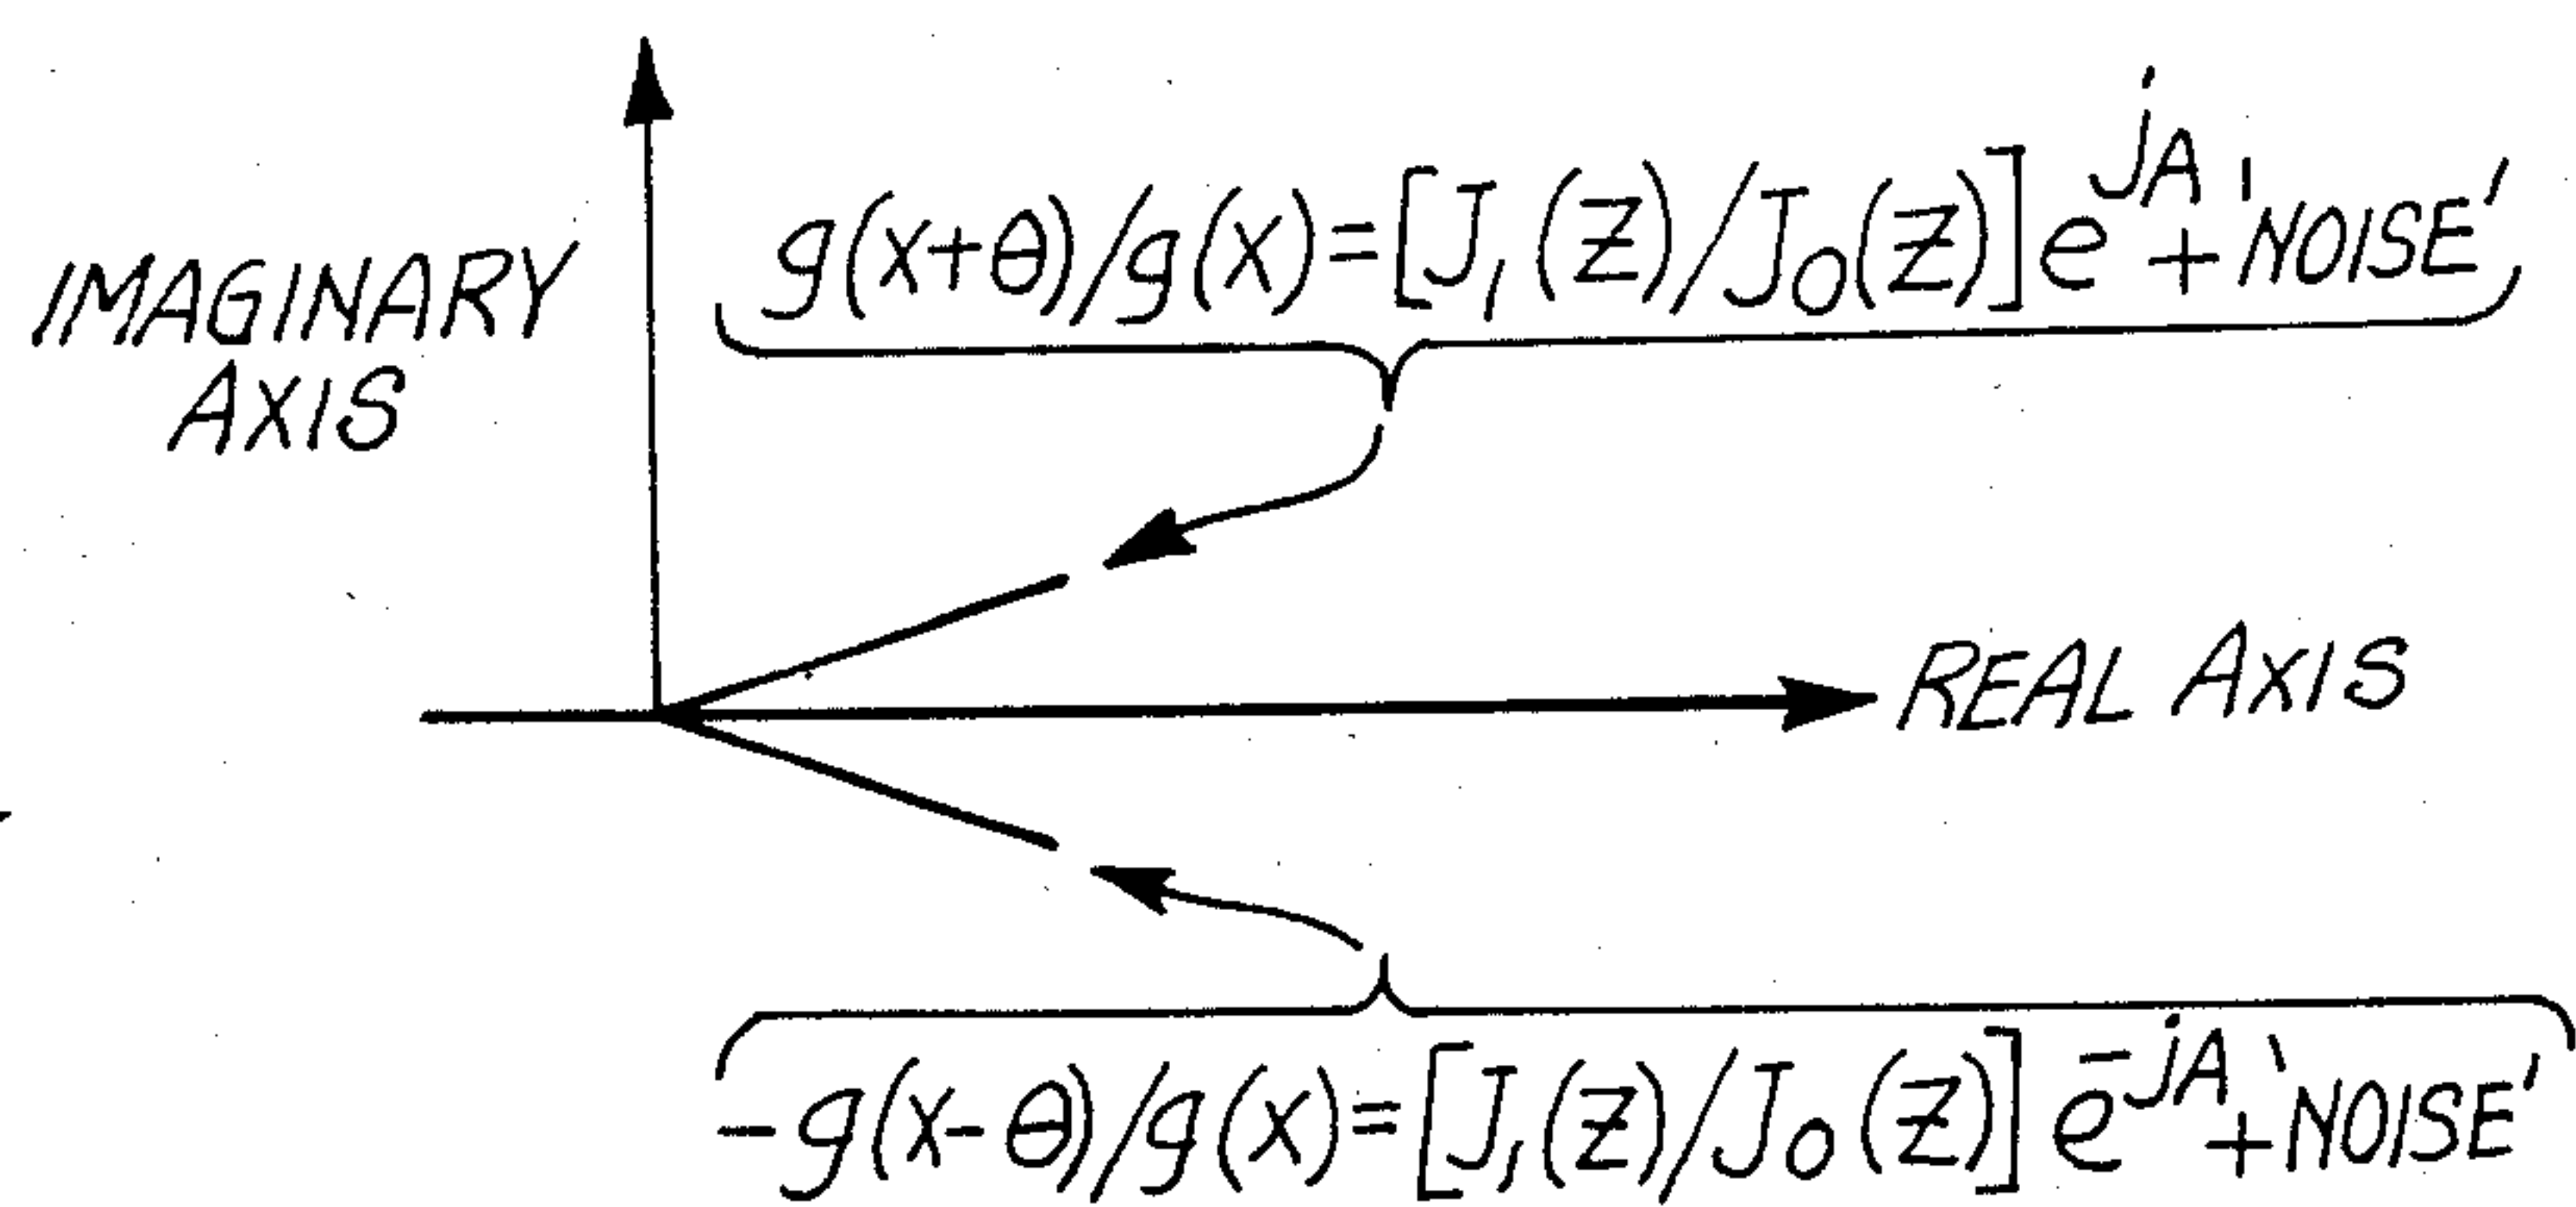 g(x+θ)/g(x)=[J₁(Z)/J₀(Z)]e^{jA}+'NOISE'
IMAGINARY
AXIS
REAL AXIS
-g(x-θ)/g(x)=[J₁(Z)/J₀(Z)]e^{-jA}+'NOISE'